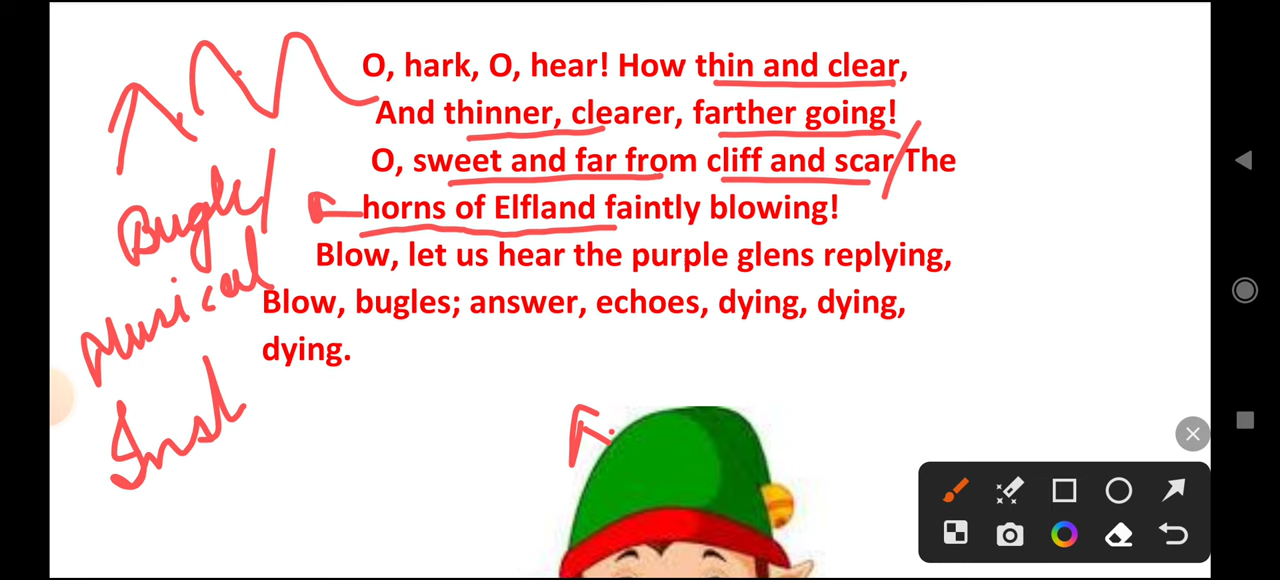 O, hark, O, hear! How thin and clear,
And thinner, clearer, farther going!
O, sweet and far from cliff and scar The
horns of Elfland faintly blowing!
Blow, let us hear the purple glens replying,
Blow, bugles; answer, echoes, dying, dying,
dying.
Bugle/
Musical
Inst